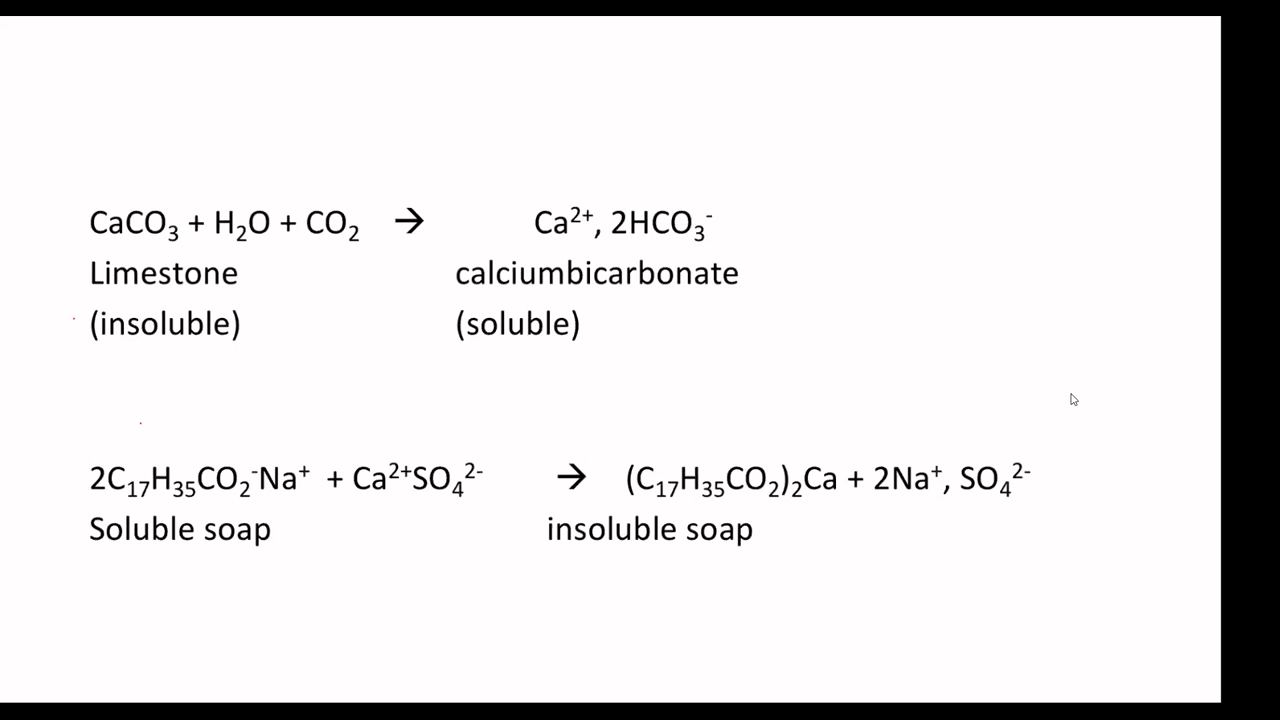 CaCO₃ + H₂O + CO₂ → Ca²⁺, 2HCO₃⁻
Limestone calciumbicarbonate
(insoluble) (soluble)
2C₁₇H₃₅CO₂⁻Na⁺ + Ca²⁺SO₄²⁻ → (C₁₇H₃₅CO₂)₂Ca + 2Na⁺, SO₄²⁻
Soluble soap insoluble soap